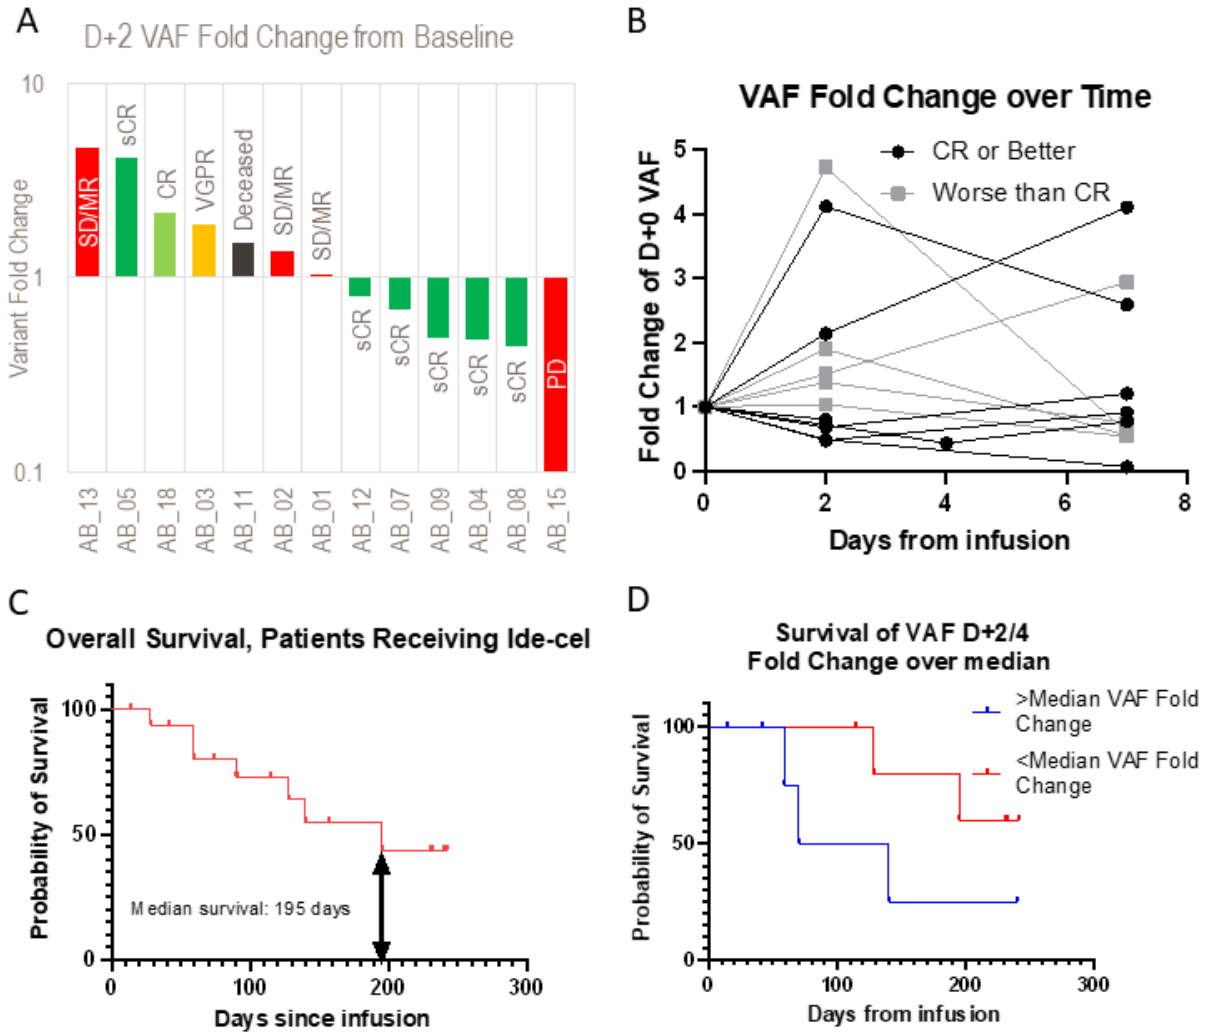 A
D+2 VAF Fold Change from Baseline
Variant Fold Change
10
1
0.1
SD/MR
sCR
CR
VGPR
Deceased
SD/MR
SD/MR
sCR
sCR
sCR
sCR
sCR
PD
AB_13
AB_05
AB_18
AB_03
AB_11
AB_02
AB_01
AB_12
AB_07
AB_09
AB_04
AB_08
AB_15
B
VAF Fold Change over Time
CR or Better
Worse than CR
Fold Change of D+0 VAF
5
4
3
2
1
0
0 2 4 6 8
Days from infusion
C
Overall Survival, Patients Receiving Ide-cel
Probability of Survival
100
50
0
Median survival: 195 days
0 100 200 300
Days since infusion
D
Survival of VAF D+2/4
Fold Change over median
>Median VAF Fold
Change
<Median VAF Fold
Change
Probability of Survival
100
50
0
0 100 200 300
Days from infusion